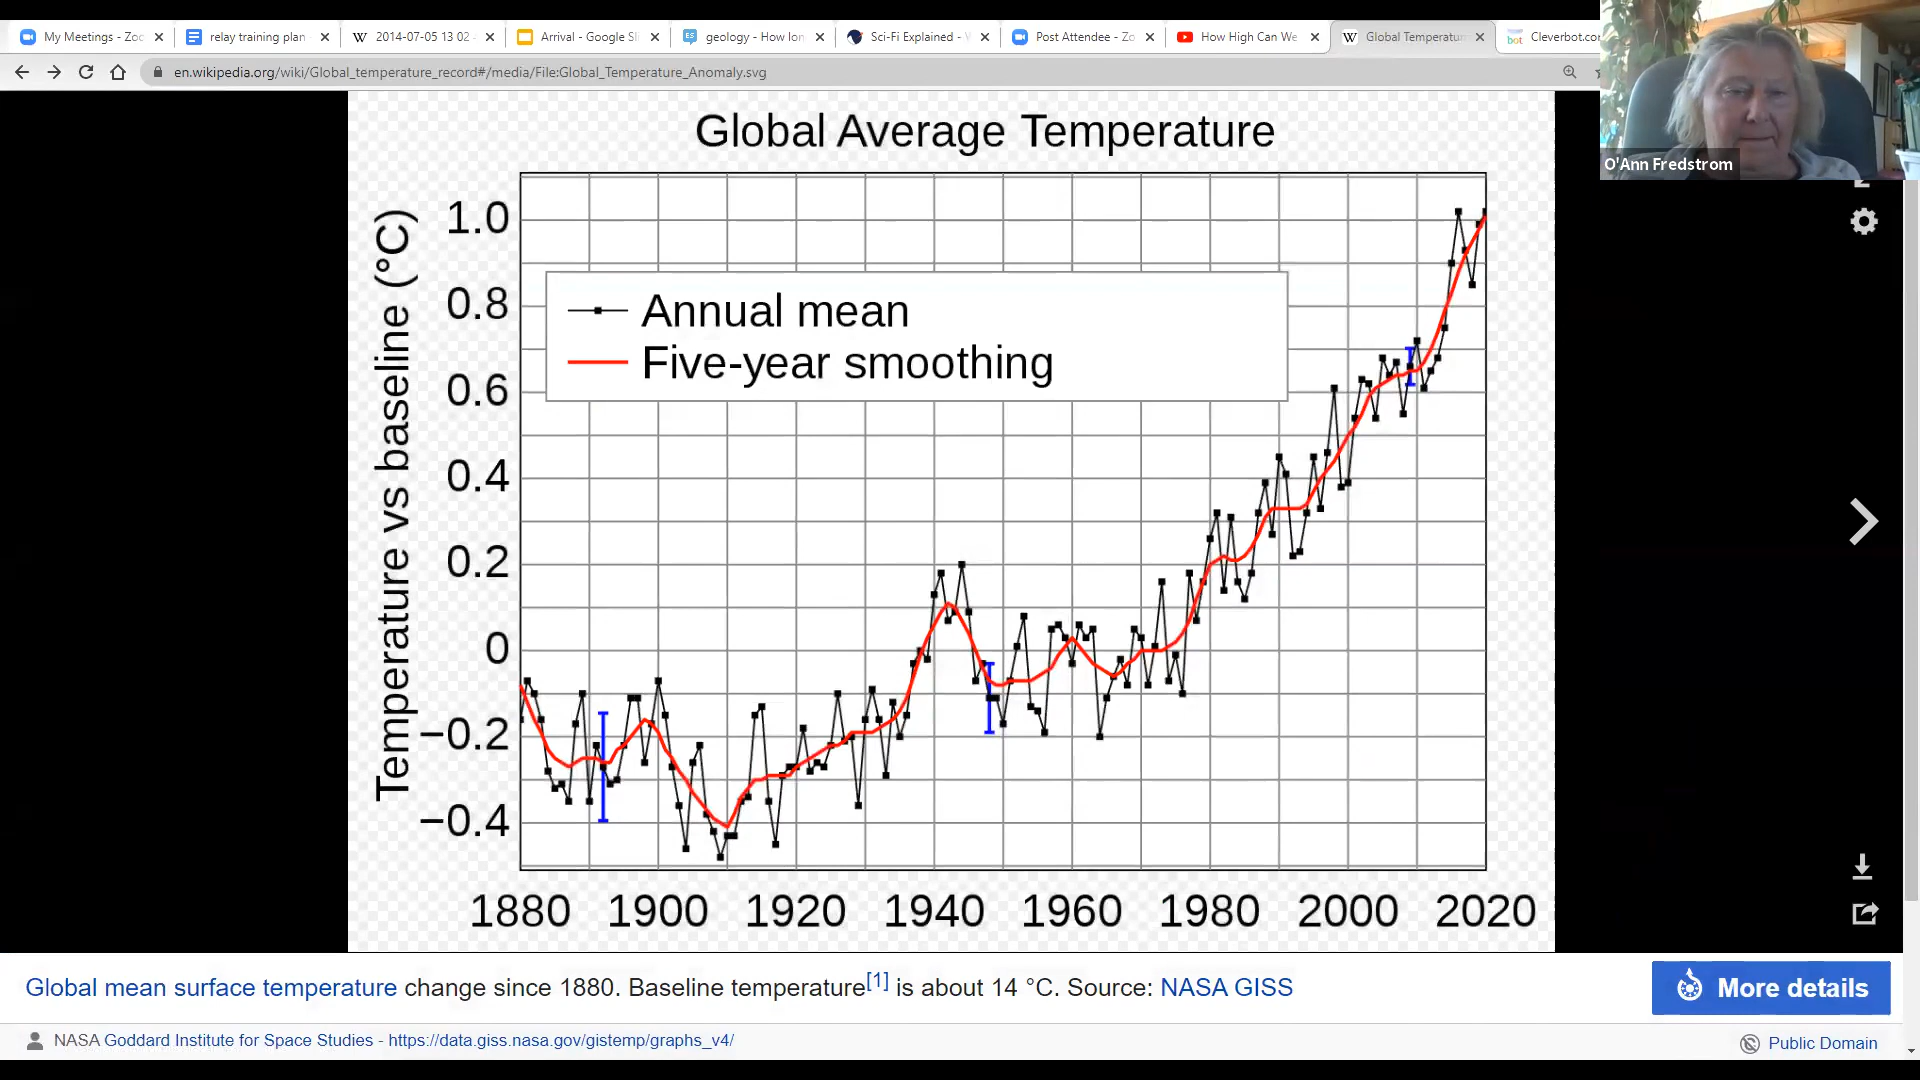 My Meetings - Zoo
relay training plan -
2014-07-05 13 02
Arrival - Google Sl
geology - How lon
Sci-Fi Explained -
Post Attendee - Zo
How High Can We
Global Temperatur
Cleverbot.co
en.wikipedia.org/wiki/Global_temperature_record#/media/File:Global_Temperature_Anomaly.svg
O'Ann Fredstrom
Global Average Temperature
Temperature vs baseline (°C)
1.0
0.8
0.6
0.4
0.2
0
−0.2
−0.4
Annual mean
Five-year smoothing
1880 1900 1920 1940 1960 1980 2000 2020
Global mean surface temperature change since 1880. Baseline temperature[1] is about 14 °C. Source: NASA GISS
More details
NASA Goddard Institute for Space Studies - https://data.giss.nasa.gov/gistemp/graphs_v4/
Public Domain